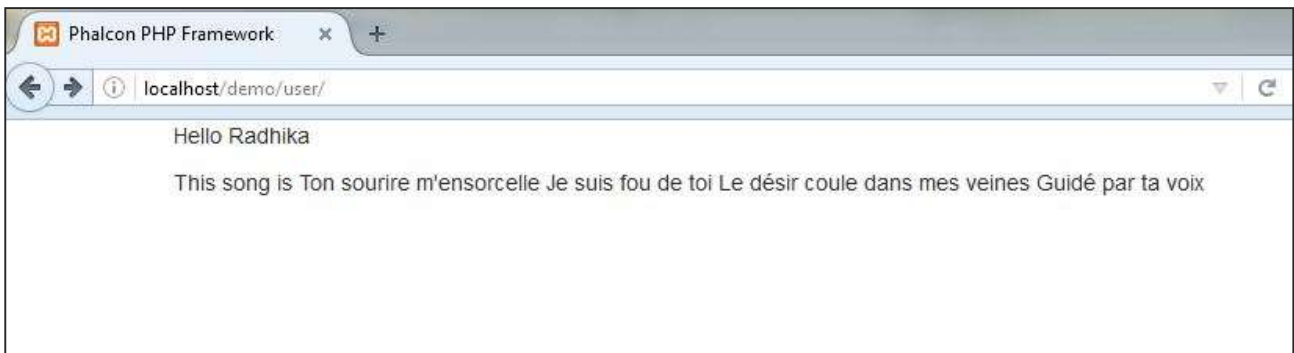 Phalcon PHP Framework
localhost/demo/user/
Hello Radhika
This song is Ton sourire m'ensorcelle Je suis fou de toi Le désir coule dans mes veines Guidé par ta voix